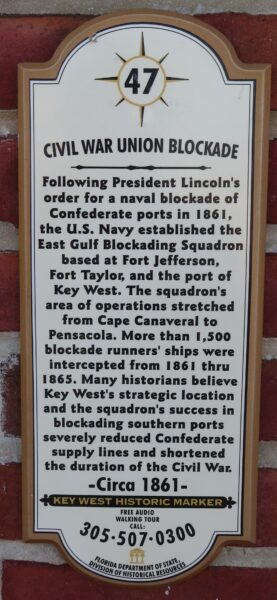 47
CIVIL WAR UNION BLOCKADE
Following President Lincoln's
order for a naval blockade of
Confederate ports in 1861,
the U.S. Navy established the
East Gulf Blockading Squadron
based at Fort Jefferson,
Fort Taylor, and the port of
Key West. The squadron's
area of operations stretched
from Cape Canaveral to
Pensacola. More than 1,500
blockade runners' ships were
intercepted from 1861 thru
1865. Many historians believe
Key West's strategic location
and the squadron's success in
blockading southern ports
severely reduced Confederate
supply lines and shortened
the duration of the Civil War.
-Circa 1861-
KEY WEST HISTORIC MARKER
FREE AUDIO
WALKING TOUR
CALL:
305-507-0300
FLORIDA DEPARTMENT OF STATE,
DIVISION OF HISTORICAL RESOURCES